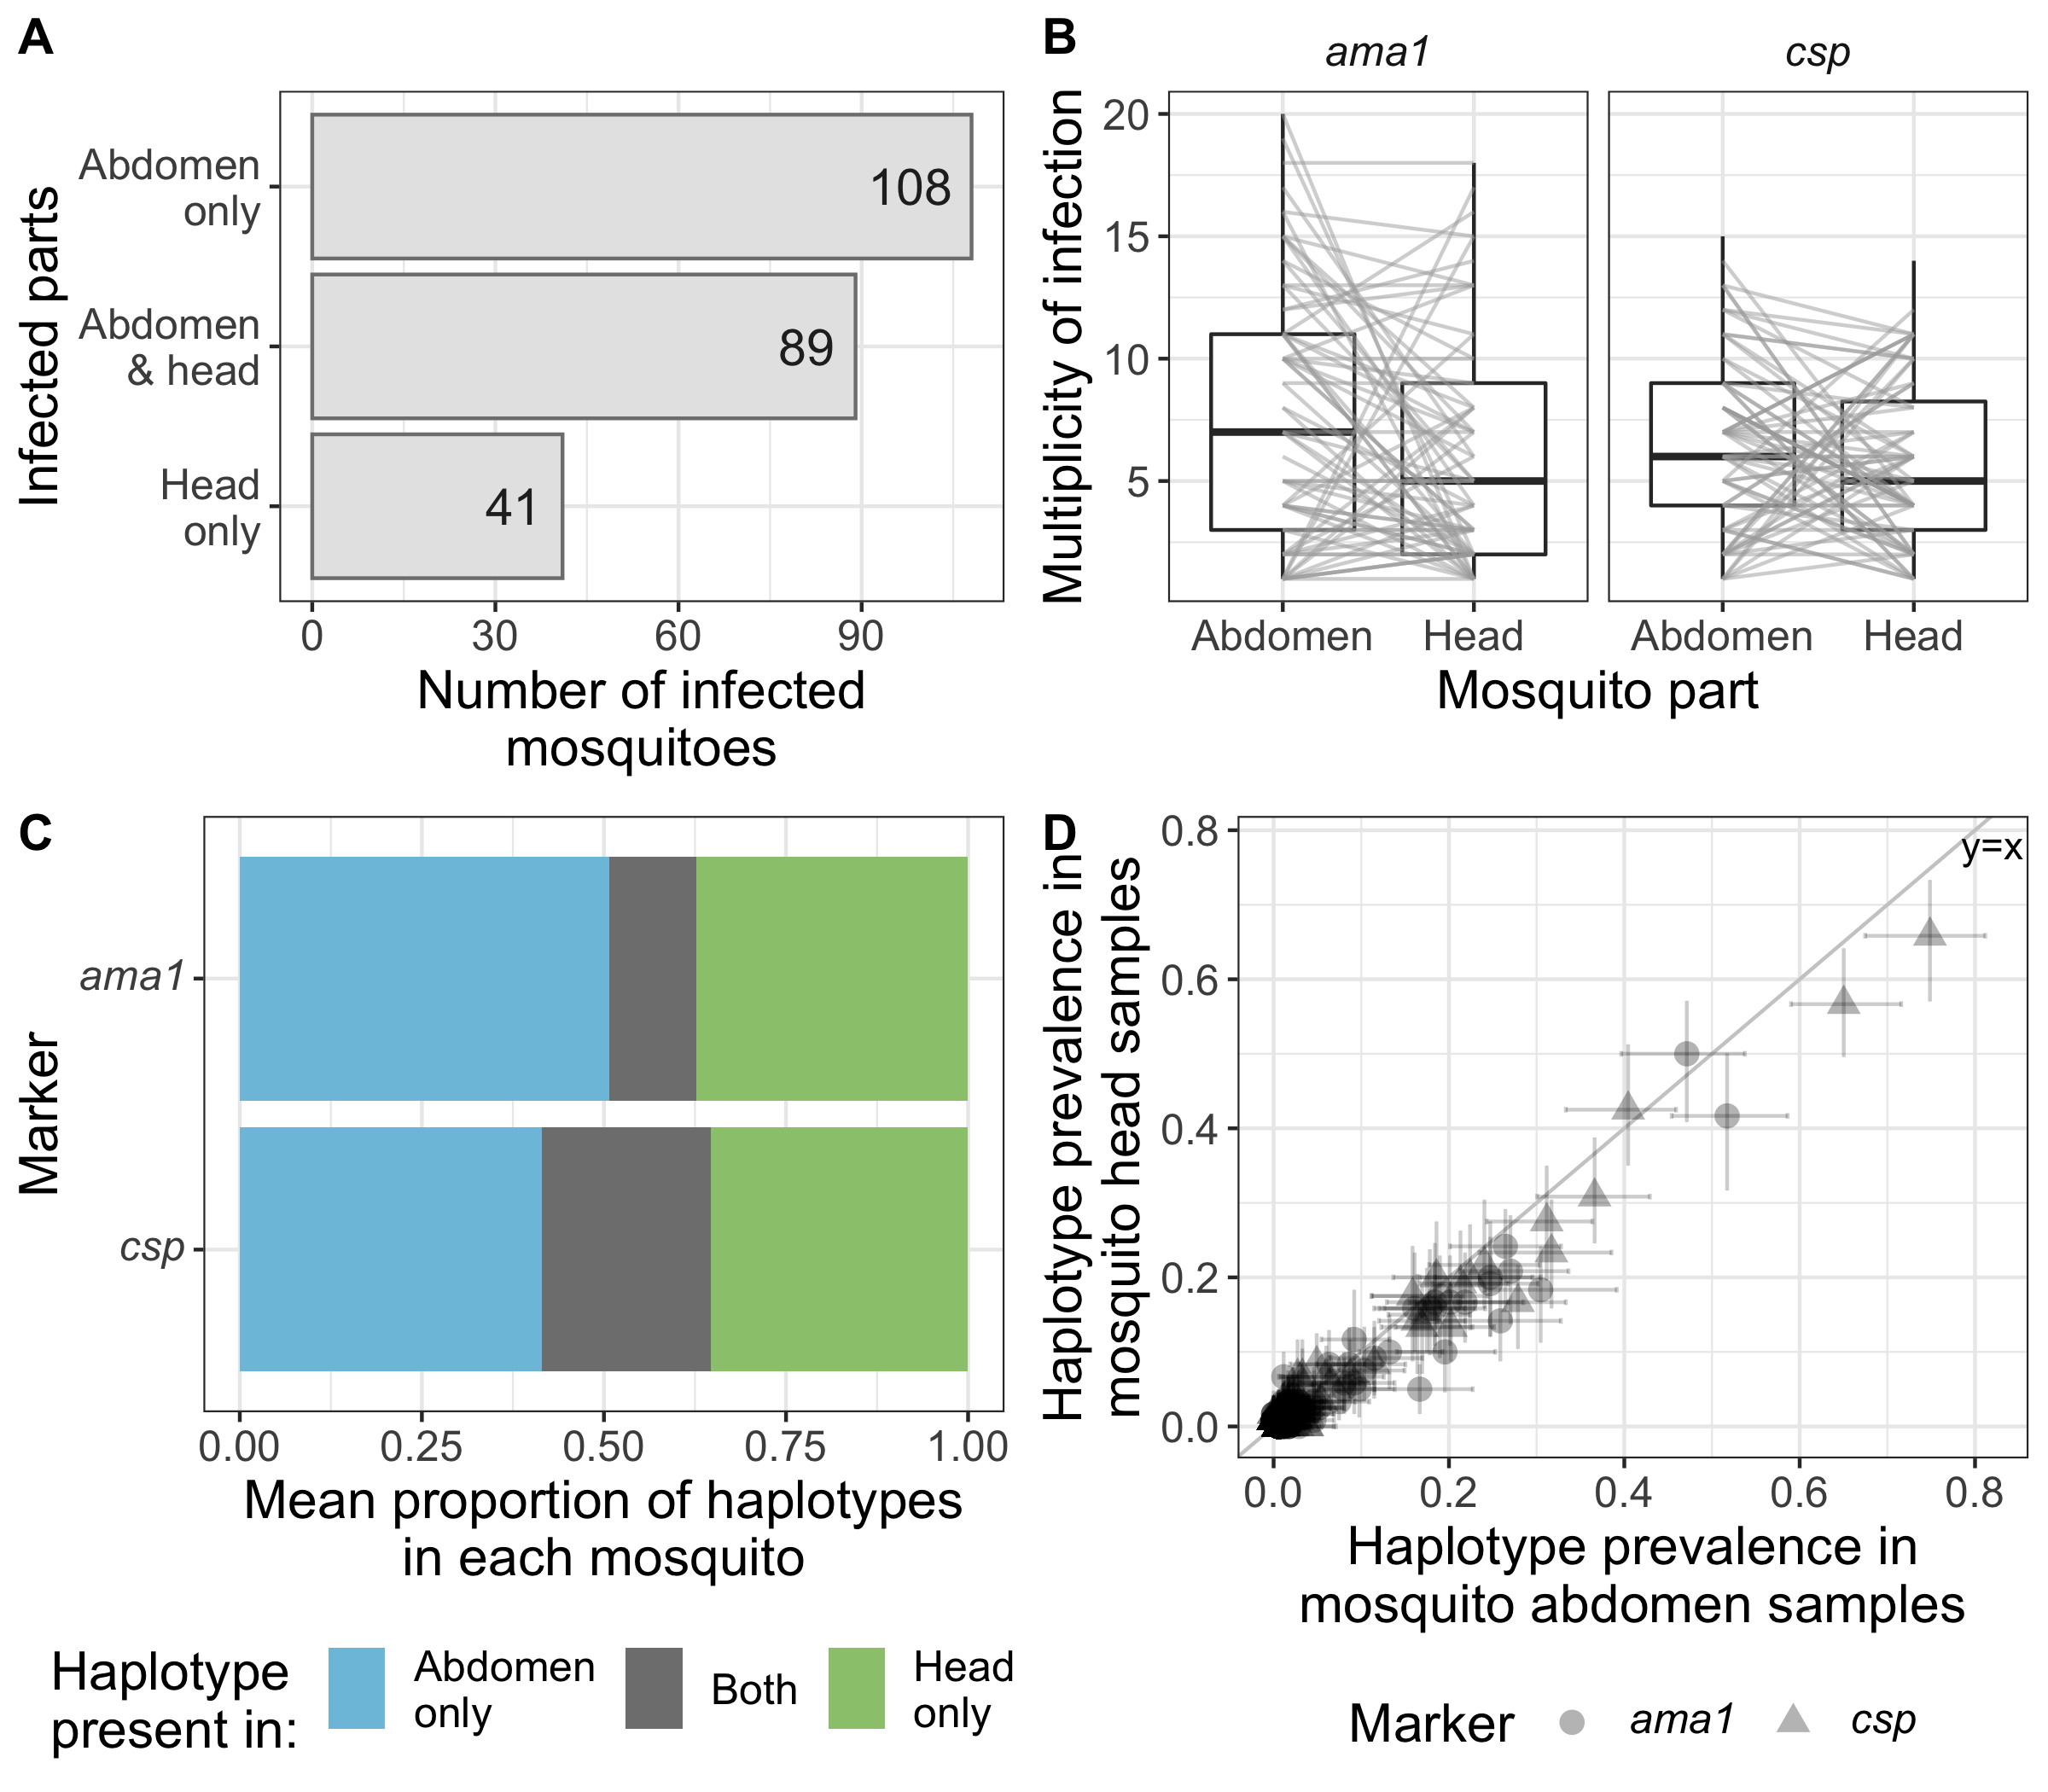 A
Infected parts
Abdomen
only
Abdomen
& head
Head
only
108
89
41
0 30 60 90
Number of infected
mosquitoes
B
ama1 csp
Multiplicity of infection
20
15
10
5
Abdomen Head Abdomen Head
Mosquito part
C
Marker
ama1
csp
0.00 0.25 0.50 0.75 1.00
Mean proportion of haplotypes
in each mosquito
Haplotype
present in:
Abdomen
only
Both
Head
only
D
Haplotype prevalence in
mosquito head samples
0.8
0.6
0.4
0.2
0.0
y=x
0.0 0.2 0.4 0.6 0.8
Haplotype prevalence in
mosquito abdomen samples
Marker ama1 csp